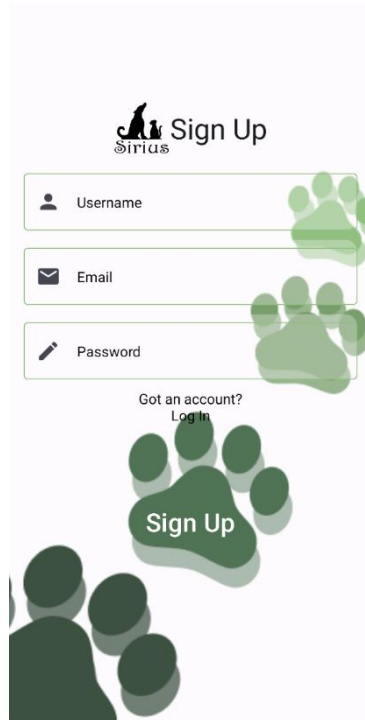 Sirius
Sign Up
Username
Email
Password
Got an account?
Log In
Sign Up